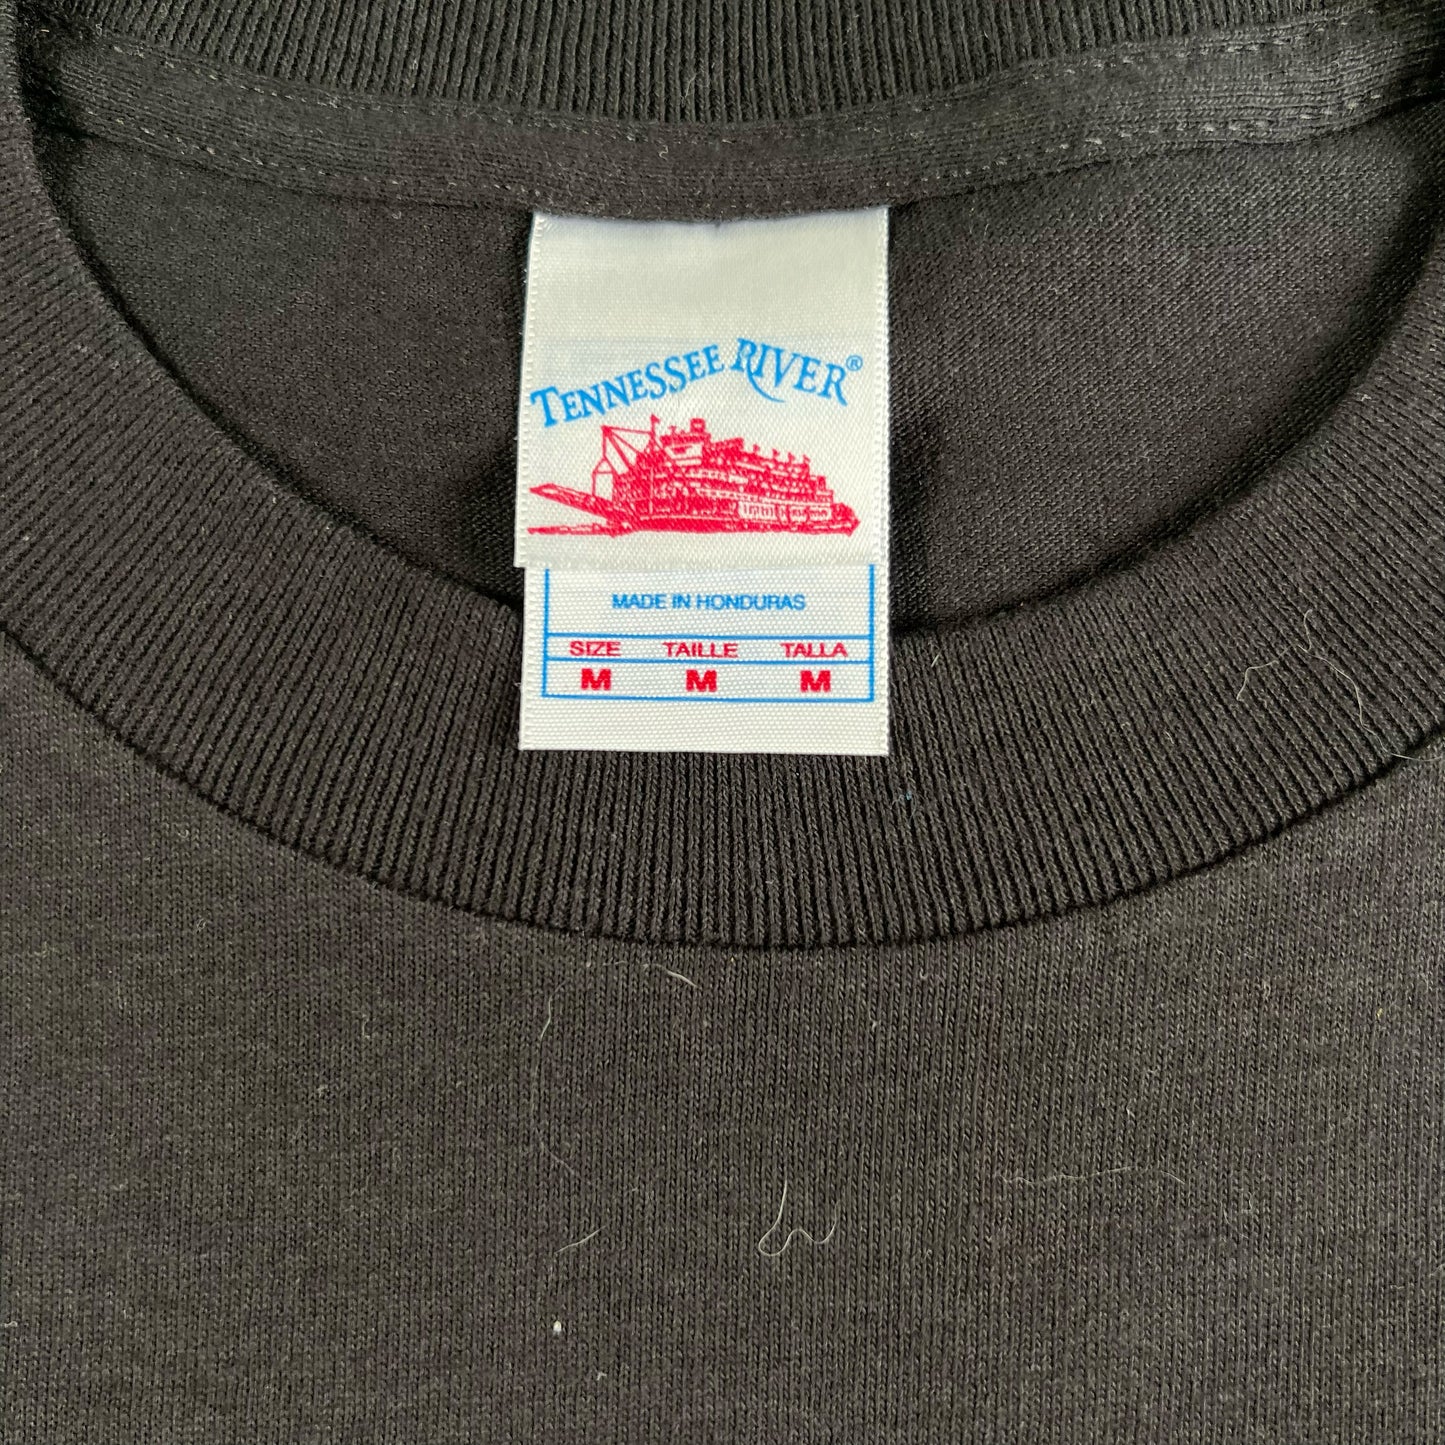 TENNESSEE RIVER®
MADE IN HONDURAS
SIZE TAILLE TALLA
M M M